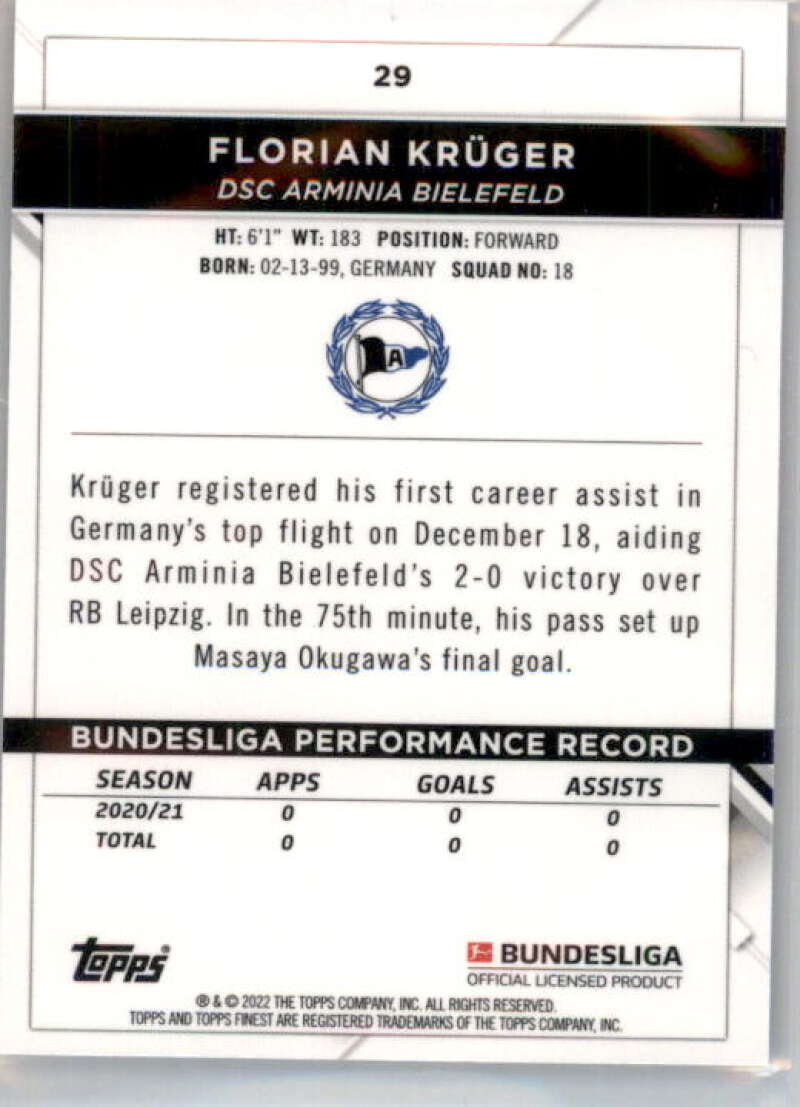 29
FLORIAN KRÜGER
DSC ARMINIA BIELEFELD
HT: 6'1" WT: 183 POSITION: FORWARD
BORN: 02-13-99, GERMANY SQUAD NO: 18
A
Krüger registered his first career assist in
Germany's top flight on December 18, aiding
DSC Arminia Bielefeld's 2-0 victory over
RB Leipzig. In the 75th minute, his pass set up
Masaya Okugawa's final goal.
BUNDESLIGA PERFORMANCE RECORD
SEASON APPS GOALS ASSISTS
2020/21 0 0 0
TOTAL 0 0 0
topps®
BUNDESLIGA
OFFICIAL LICENSED PRODUCT
® & © 2022 THE TOPPS COMPANY, INC. ALL RIGHTS RESERVED.
TOPPS AND TOPPS FINEST ARE REGISTERED TRADEMARKS OF THE TOPPS COMPANY, INC.